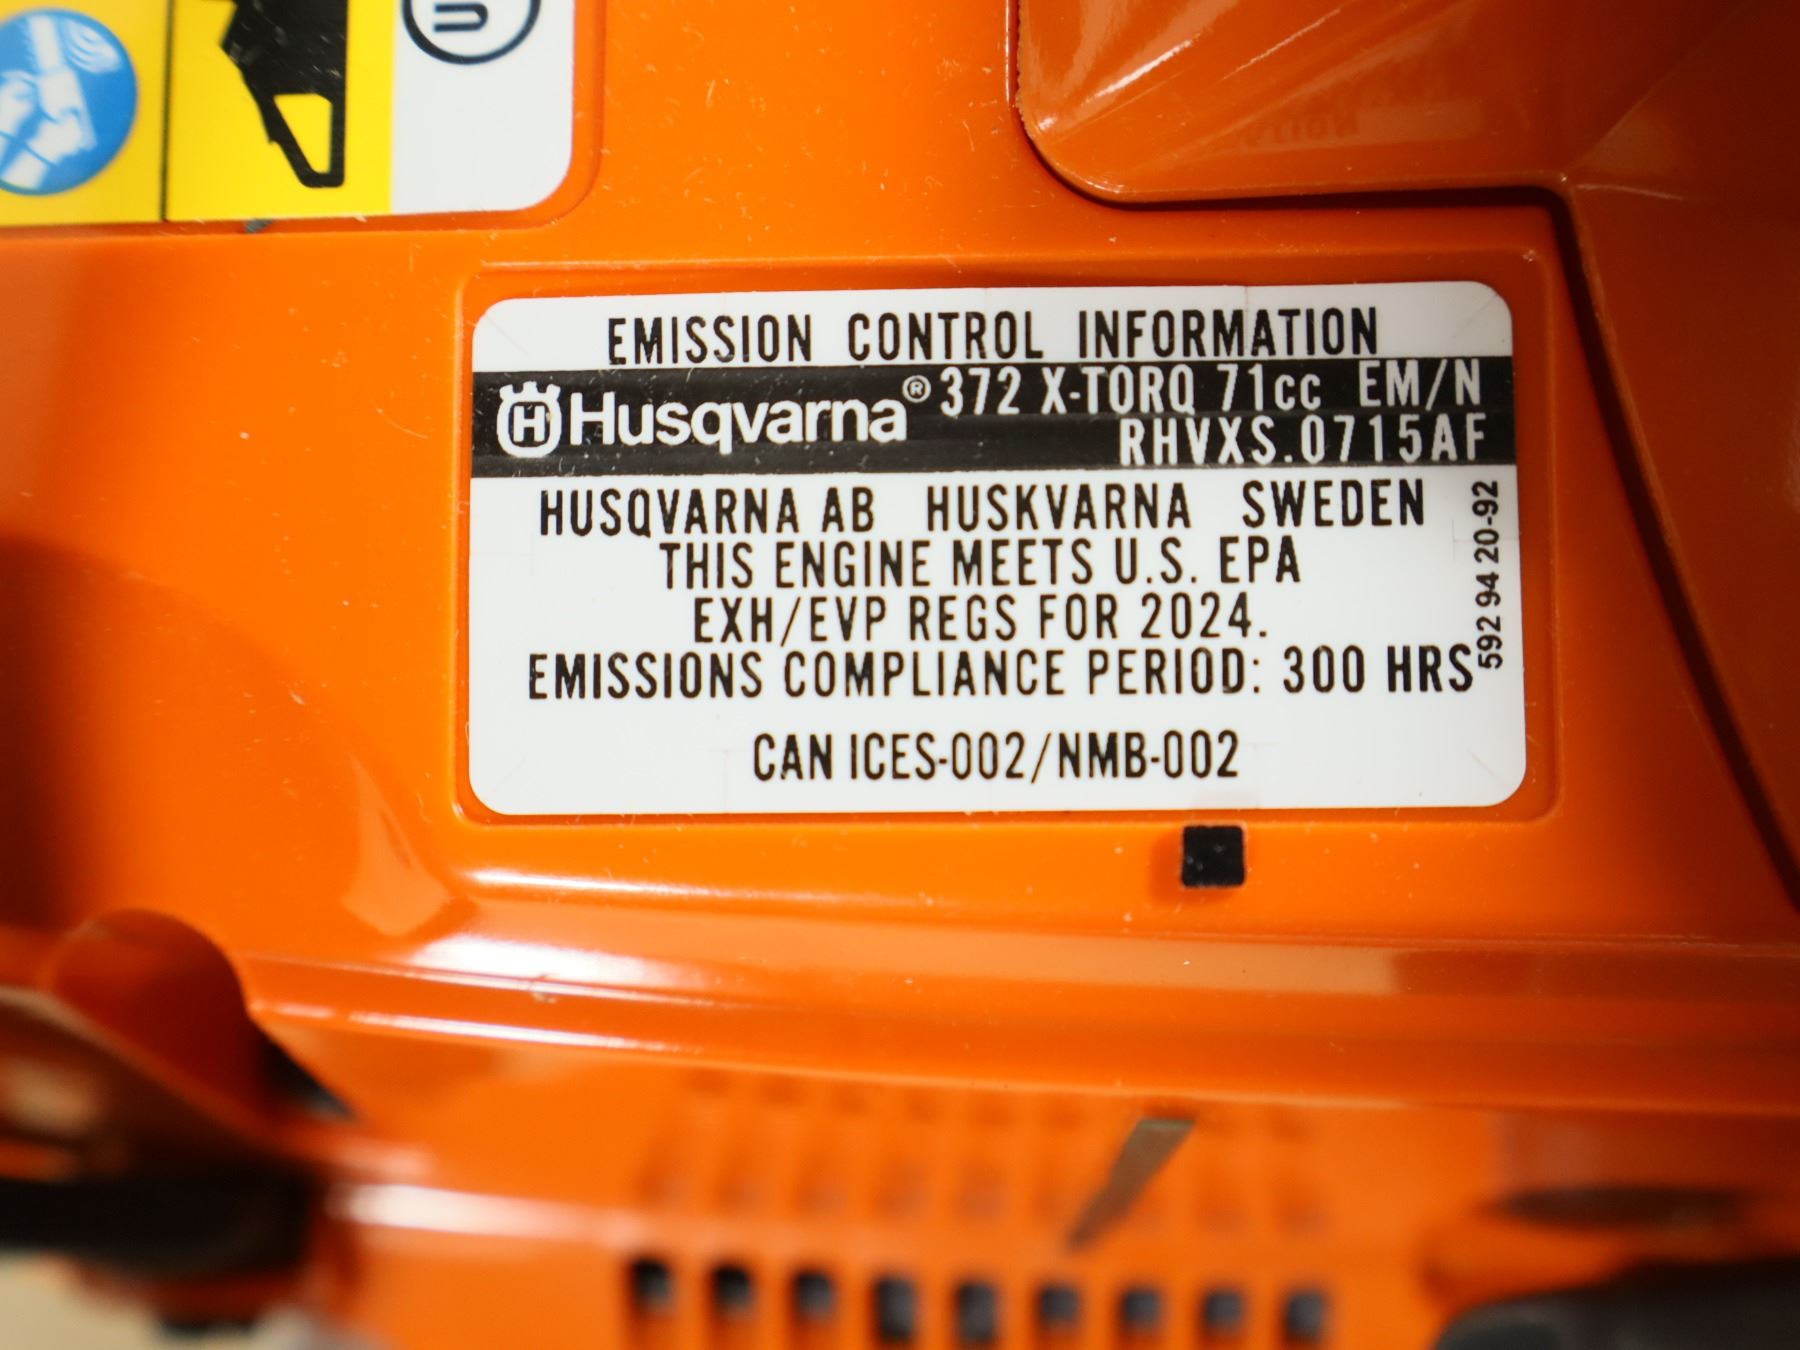 U
EMISSION CONTROL INFORMATION
H Husqvarna® 372 X-TORQ 71cc EM/N
RHVXS.0715AF
HUSQVARNA AB HUSKVARNA SWEDEN
THIS ENGINE MEETS U.S. EPA
EXH/EVP REGS FOR 2024.
EMISSIONS COMPLIANCE PERIOD: 300 HRS
CAN ICES-002/NMB-002
592 94 20-92